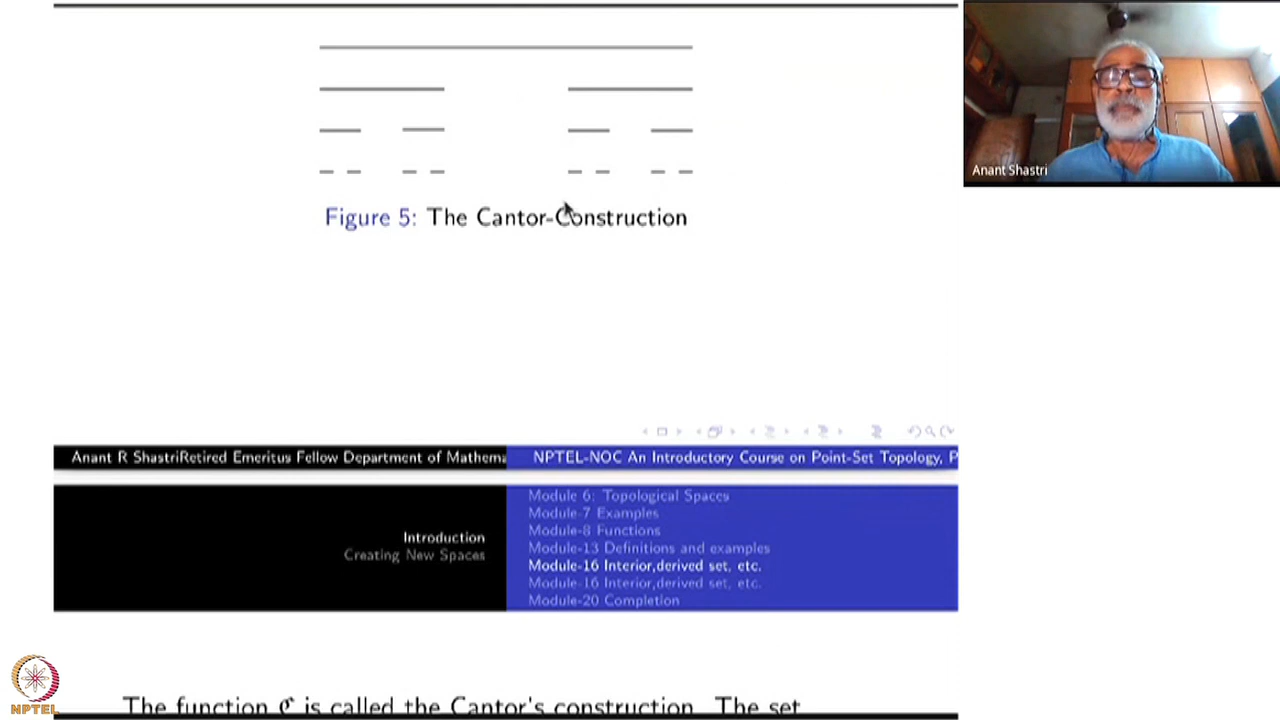 Figure 5: The Cantor-Construction
Anant Shastri
Anant R ShastriRetired Emeritus Fellow Department of Mathema
NPTEL-NOC An Introductory Course on Point-Set Topology, P
Introduction
Creating New Spaces
Module 6: Topological Spaces
Module-7 Examples
Module-8 Functions
Module-13 Definitions and examples
Module-16 Interior,derived set, etc.
Module-16 Interior,derived set, etc.
Module-20 Completion
The function ℭ is called the Cantor's construction. The set
NPTEL